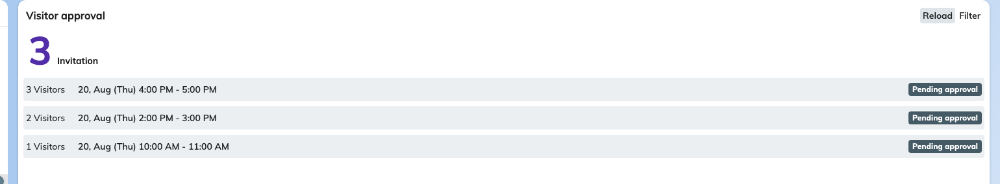 Visitor approval Reload Filter
3 Invitation
3 Visitors 20, Aug (Thu) 4:00 PM - 5:00 PM Pending approval
2 Visitors 20, Aug (Thu) 2:00 PM - 3:00 PM Pending approval
1 Visitors 20, Aug (Thu) 10:00 AM - 11:00 AM Pending approval